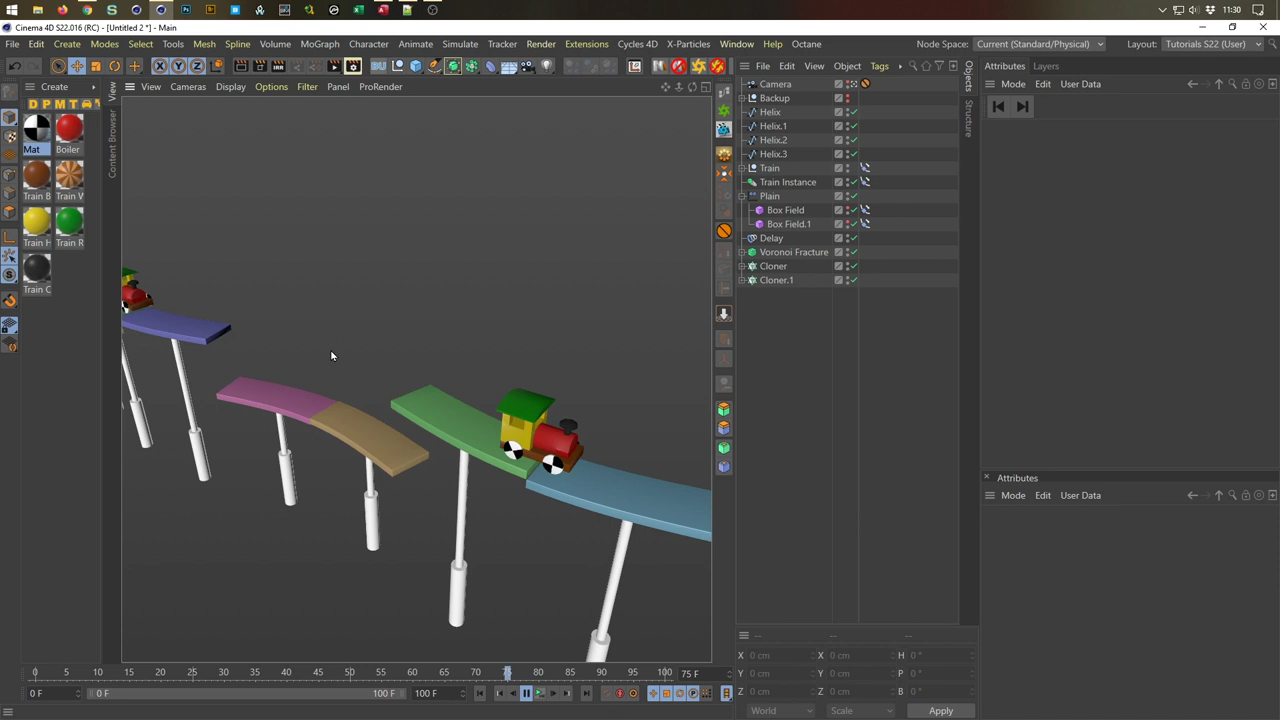 11:30
Cinema 4D S22.016 (RC) - [Untitled 2 *] - Main
File Edit Create Modes Select Tools Mesh Spline Volume MoGraph Character Animate Simulate Tracker Render Extensions Cycles 4D X-Particles Window Help Octane Node Space: Current (Standard/Physical) Layout: Tutorials S22 (User)
Create View Cameras Display Options Filter Panel ProRender
File Edit View Object Tags
Attributes Layers
Mode Edit User Data
D P M T
View
Content Browser
Objects
Structure
Mat Boiler
Train B Train V
Train H Train R
Train C
Camera
Backup
Helix
Helix.1
Helix.2
Helix.3
Train
Train Instance
Plain
Box Field
Box Field.1
Delay
Voronoi Fracture
Cloner
Cloner.1
Attributes
Mode Edit User Data
0 5 10 15 20 25 30 35 40 45 50 55 60 65 70 75 80 85 90 95 100 75 F
0 F 0 F 100 F 100 F
-- -- --
X 0 cm X 0 cm H 0 °
Y 0 cm Y 0 cm P 0 °
Z 0 cm Z 0 cm B 0 °
World Scale Apply